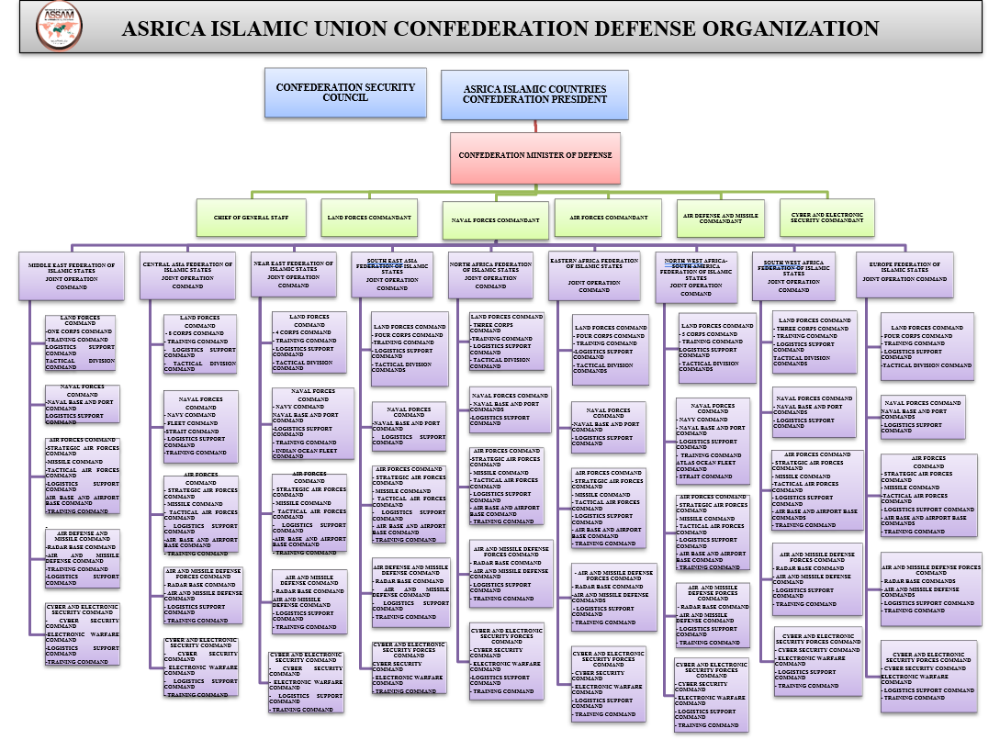 ASSAM
ASRICA ISLAMIC UNION CONFEDERATION DEFENSE ORGANIZATION
CONFEDERATION SECURITY
COUNCIL
ASRICA ISLAMIC COUNTRIES
CONFEDERATION PRESIDENT
CONFEDERATION MINISTER OF DEFENSE
CHIEF OF GENERAL STAFF
LAND FORCES COMMANDANT
NAVAL FORCES COMMANDANT
AIR FORCES COMMANDANT
AIR DEFENSE AND MISSILE
COMMANDANT
CYBER AND ELECTRONIC
SECURITY COMMANDANT
MIDDLE EAST FEDERATION OF
ISLAMIC STATES
JOINT OPERATION
COMMAND
LAND FORCES
COMMAND
-ONE CORPS COMMAND
-TRAINING COMMAND
-LOGISTICS SUPPORT
COMMAND
TACTICAL DIVISION
COMMAND
NAVAL FORCES
COMMAND
-NAVAL BASE AND PORT
COMMAND
LOGISTICS SUPPORT
COMMAND
AIR FORCES COMMAND
-STRATEGIC AIR FORCES
COMMAND
-MISSILE COMMAND
-TACTICAL AIR FORCES
COMMAND
-LOGISTICS SUPPORT
COMMAND
AIR BASE AND AIRPORT
BASE COMMAND
-TRAINING COMMAND
AIR DEFENSE AND
MISSILE COMMAND
-RADAR BASE COMMAND
-AIR AND MISSILE
DEFENSE COMMAND
-TRAINING COMMAND
-LOGISTICS SUPPORT
COMMAND
CYBER AND ELECTRONIC
SECURITY COMMAND
- CYBER SECURITY
COMMAND
-ELECTRONIC WARFARE
COMMAND
-LOGISTICS SUPPORT
COMMAND
-TRAINING COMMAND
CENTRAL ASIA FEDERATION OF
ISLAMIC STATES
JOINT OPERATION
COMMAND
LAND FORCES
COMMAND
- 8 CORPS COMMAND
- TRAINING COMMAND
- LOGISTICS SUPPORT
COMMAND
- TACTICAL DIVISION
COMMAND
NAVAL FORCES
COMMAND
- NAVY COMMAND
- FLEET COMMAND
-STRAIT COMMAND
- LOGISTICS SUPPORT
COMMAND
-TRAINING COMMAND
AIR FORCES
COMMAND
- STRATEGIC AIR FORCES
COMMAND
- MISSILE COMMAND
- TACTICAL AIR FORCES
COMMAND
- LOGISTICS SUPPORT
COMMAND
AIR BASE AND AIRPORT
BASE COMMAND
- TRAINING COMMAND
AIR AND MISSILE DEFENSE
FORCES COMMAND
- RADAR BASE COMMAND
- AIR AND MISSILE DEFENSE
COMMAND
-LOGISTICS SUPPORT
COMMAND
- TRAINING COMMAND
CYBER AND ELECTRONIC
SECURITY COMMAND
- CYBER SECURITY
COMMAND
- ELECTRONIC WARFARE
COMMAND
- LOGISTICS SUPPORT
COMMAND
- TRAINING COMMAND
NEAR EAST FEDERATION OF
ISLAMIC STATES
JOINT OPERATION
COMMAND
LAND FORCES
COMMAND
- 4 CORPS COMMAND
- TRAINING COMMAND
-LOGISTICS SUPPORT
COMMAND
- TACTICAL DIVISION
COMMAND
NAVAL FORCES
COMMAND
- NAVY COMMAND
NAVAL BASE AND PORT
COMMAND
-LOGISTICS SUPPORT
COMMAND
- TRAINING COMMAND
- INDIAN OCEAN FLEET
COMMAND
AIR FORCES
COMMAND
- STRATEGIC AIR FORCES
COMMAND
- MISSILE COMMAND
- TACTICAL AIR FORCES
COMMAND
- LOGISTICS SUPPORT
COMMAND
-AIR BASE AND AIRPORT
BASE COMMAND
- TRAINING COMMAND
AIR AND MISSILE
DEFENSE COMMAND
- RADAR BASE COMMAND
AIR AND MISSILE
DEFENSE COMMAND
- LOGISTICS SUPPORT
COMMAND
- TRAINING COMMAND
CYBER AND ELECTRONIC
SECURITY COMMAND
- CYBER SECURITY
COMMAND
- ELECTRONIC WARFARE
COMMAND
- LOGISTICS SUPPORT
COMMAND
- TRAINING COMMAND
SOUTH EAST ASIA
FEDERATION OF ISLAMIC
STATES
JOINT OPERATION
COMMAND
LAND FORCES COMMAND
- FOUR CORPS COMMAND
-TRAINING COMMAND
-LOGISTICS SUPPORT
COMMAND
- TACTICAL DIVISION
COMMANDS
NAVAL FORCES
COMMAND
-NAVAL BASE AND PORT
COMMAND
- LOGISTICS SUPPORT
COMMAND
AIR FORCES COMMAND
- STRATEGIC AIR FORCES
COMMAND
- MISSILE COMMAND
- TACTICAL AIR FORCES
COMMAND
- LOGISTICS SUPPORT
COMMAND
- AIR BASE AND AIRPORT
BASE COMMAND
- TRAINING COMMAND
AIR DEFENSE AND MISSILE
DEFENSE COMMAND
- RADAR BASE COMMAND
- AIR AND MISSILE
DEFENSE COMMAND
- LOGISTICS SUPPORT
COMMAND
- TRAINING COMMAND
CYBER AND ELECTRONIC
SECURITY FORCES
COMMAND
CYBER SECURITY
COMMAND
-ELECTRONIC WARFARE
COMMAND
- TRAINING COMMAND
NORTH AFRICA FEDERATION
OF ISLAMIC STATES
JOINT OPERATION
COMMAND
LAND FORCES COMMAND
- THREE CORPS
COMMAND
-TRAINING COMMAND
-LOGISTICS SUPPORT
COMMAND
- TACTICAL DIVISION
COMMANDS
NAVAL FORCES COMMAND
- NAVAL BASE AND PORT
COMMANDS
-LOGISTICS SUPPORT
COMMAND
AIR FORCES COMMAND
-STRATEGIC AIR FORCES
COMMAND
- MISSILE COMMAND
- TACTICAL AIR FORCES
COMMAND
- LOGISTICS SUPPORT
COMMAND
- AIR BASE AND AIRPORT
BASE COMMAND
- TRAINING COMMAND
AIR AND MISSILE DEFENSE
FORCES COMMAND
- RADAR BASE COMMAND
- AIR AND MISSILE DEFENSE
COMMAND
-LOGISTICS SUPPORT
COMMAND
- TRAINING COMMAND
CYBER AND ELECTRONIC
SECURITY FORCES
COMMAND
- CYBER SECURITY
COMMAND
ELECTRONIC WARFARE
COMMAND
-LOGISTICS SUPPORT
COMMAND
- TRAINING COMMAND
EASTERN AFRICA FEDERATION
OF ISLAMIC STATES
JOINT OPERATION
COMMAND
LAND FORCES COMMAND
- FOUR CORPS COMMAND
- TRAINING COMMAND
-LOGISTICS SUPPORT
COMMAND
- TACTICAL DIVISION
COMMANDS
NAVAL FORCES
COMMAND
-NAVAL BASE AND PORT
COMMAND
-LOGISTICS SUPPORT
COMMAND
AIR FORCES COMMAND
- STRATEGIC AIR FORCES
COMMAND
- MISSILE COMMAND
- TACTICAL AIR FORCES
COMMAND
- LOGISTICS SUPPORT
COMMAND
- AIR BASE AND AIRPORT
BASE COMMAND
- TRAINING COMMAND
- AIR AND MISSILE DEFENSE
FORCES COMMAND
- RADAR BASE COMMAND
-AIR AND MISSILE DEFENSE
COMMANDS
- LOGISTICS SUPPORT
COMMAND
- TRAINING COMMAND
CYBER AND ELECTRONIC
SECURITY FORCES
COMMAND
- CYBER SECURITY
COMMAND
ELECTRONIC WARFARE
COMMAND
-LOGISTICS SUPPORT
COMMAND
- TRAINING COMMAND
NORTH WEST AFRICA-
SOUTH AMERICA
FEDERATION OF ISLAMIC
STATES
JOINT OPERATION
COMMAND
LAND FORCES COMMAND
- 5 CORPS COMMAND
- TRAINING COMMAND
LOGISTICS SUPPORT
COMMAND
- TACTICAL DIVISION
COMMAND
NAVAL FORCES
COMMAND
- NAVY COMMAND
- NAVAL BASE AND PORT
COMMAND
- LOGISTICS SUPPORT
COMMAND
- TRAINING COMMAND
ATLAS OCEAN FLEET
COMMAND
- STRAIT COMMAND
AIR FORCES COMMAND
- STRATEGIC AIR FORCES
COMMAND
- MISSILE COMMAND
- TACTICAL AIR FORCES
COMMAND
- LOGISTICS SUPPORT
COMMAND
- AIR BASE AND AIRPORT
BASE COMMAND
- TRAINING COMMAND
AIR AND MISSILE
DEFENSE FORCES
COMMAND
- RADAR BASE COMMAND
- AIR AND MISSILE
DEFENSE COMMAND
-LOGISTICS SUPPORT
COMMAND
- TRAINING COMMAND
CYBER AND ELECTRONIC
SECURITY FORCES
COMMAND
- CYBER SECURITY
COMMAND
-ELECTRONIC WARFARE
COMMAND
- LOGISTICS SUPPORT
COMMAND
- TRAINING COMMAND
SOUTH WEST AFRICA
FEDERATION OF ISLAMIC
STATES
JOINT OPERATION
COMMAND
LAND FORCES COMMAND
- THREE CORPS COMMAND
- TRAINING COMMAND
- LOGISTICS SUPPORT
COMMAND
TACTICAL DIVISION
COMMANDS
NAVAL FORCES COMMAND
- NAVAL BASE AND PORT
COMMANDS
- LOGISTICS SUPPORT
COMMAND
AIR FORCES COMMAND
- STRATEGIC AIR FORCES
COMMAND
- MISSILE COMMAND
-TACTICAL AIR FORCES
COMMAND
- LOGISTICS SUPPORT
COMMAND
- AIR BASE AND AIRPORT BASE
COMMAND
- TRAINING COMMAND
AIR AND MISSILE DEFENSE
FORCES COMMAND
- RADAR BASE COMMAND
- AIR AND MISSILE DEFENSE
COMMAND
-LOGISTICS SUPPORT
COMMAND
- TRAINING COMMAND
CYBER AND ELECTRONIC
SECURITY FORCES COMMAND
- CYBER SECURITY COMMAND
- ELECTRONIC WARFARE
COMMAND
- LOGISTICS SUPPORT
COMMAND
- TRAINING COMMAND
EUROPE FEDERATION OF
ISLAMIC STATES
JOINT OPERATION COMMAND
LAND FORCES COMMAND
- FOUR CORPS COMMAND
- TRAINING COMMAND
-LOGISTICS SUPPORT
COMMAND
-TACTICAL DIVISION COMMAND
NAVAL FORCES COMMAND
- NAVAL BASE AND PORT
COMMANDS
-LOGISTICS SUPPORT
COMMAND
AIR FORCES
COMMAND
- STRATEGIC AIR FORCES
COMMAND
- MISSILE COMMAND
-TACTICAL AIR FORCES
COMMAND
- LOGISTICS SUPPORT COMMAND
- AIR BASE AND AIRPORT BASE
COMMAND
- TRAINING COMMAND
AIR AND MISSILE DEFENSE FORCES
COMMAND
- RADAR BASE COMMANDS
- AIR AND MISSILE DEFENSE
COMMANDS
-LOGISTICS SUPPORT COMMAND
- TRAINING COMMAND
CYBER AND ELECTRONIC
SECURITY FORCES COMMAND
- CYBER SECURITY COMMAND
ELECTRONIC WARFARE
COMMAND
- LOGISTICS SUPPORT COMMAND
- TRAINING COMMAND